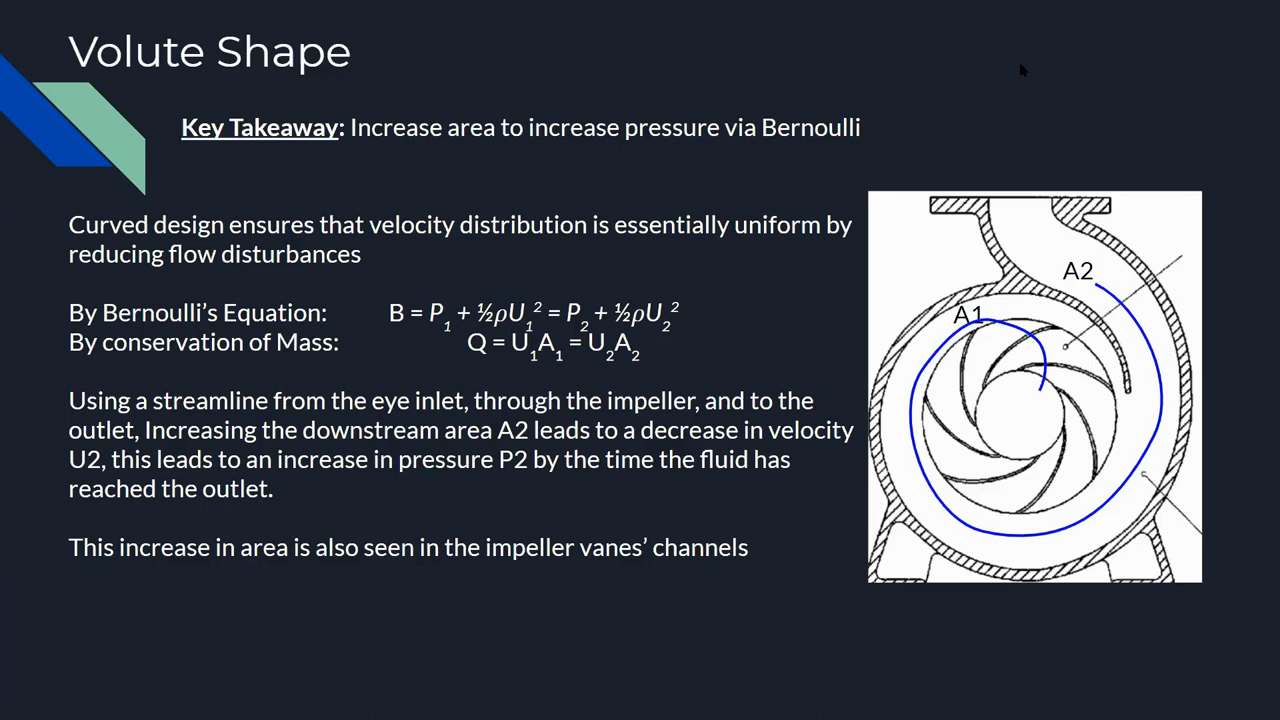 Volute Shape
Key Takeaway: Increase area to increase pressure via Bernoulli
Curved design ensures that velocity distribution is essentially uniform by
reducing flow disturbances
By Bernoulli's Equation: B = P₁ + ½ρU₁² = P₂ + ½ρU₂²
By conservation of Mass: Q = U₁A₁ = U₂A₂
Using a streamline from the eye inlet, through the impeller, and to the
outlet, Increasing the downstream area A2 leads to a decrease in velocity
U2, this leads to an increase in pressure P2 by the time the fluid has
reached the outlet.
This increase in area is also seen in the impeller vanes' channels
A2
A1